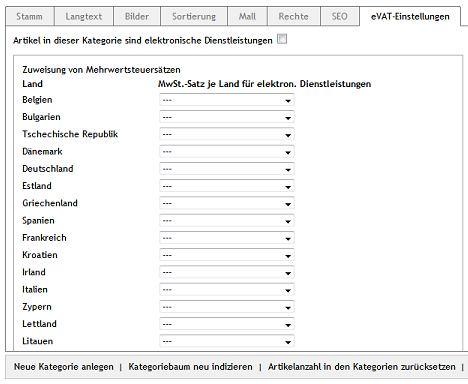 Stamm Langtext Bilder Sortierung Mall Rechte SEO eVAT-Einstellungen
Artikel in dieser Kategorie sind elektronische Dienstleistungen
Zuweisung von Mehrwertsteuersätzen
Land MwSt.-Satz je Land für elektron. Dienstleistungen
Belgien ---
Bulgarien ---
Tschechische Republik ---
Dänemark ---
Deutschland ---
Estland ---
Griechenland ---
Spanien ---
Frankreich ---
Kroatien ---
Irland ---
Italien ---
Zypern ---
Lettland ---
Litauen ---
Neue Kategorie anlegen | Kategoriebaum neu indizieren | Artikelanzahl in den Kategorien zurücksetzen |